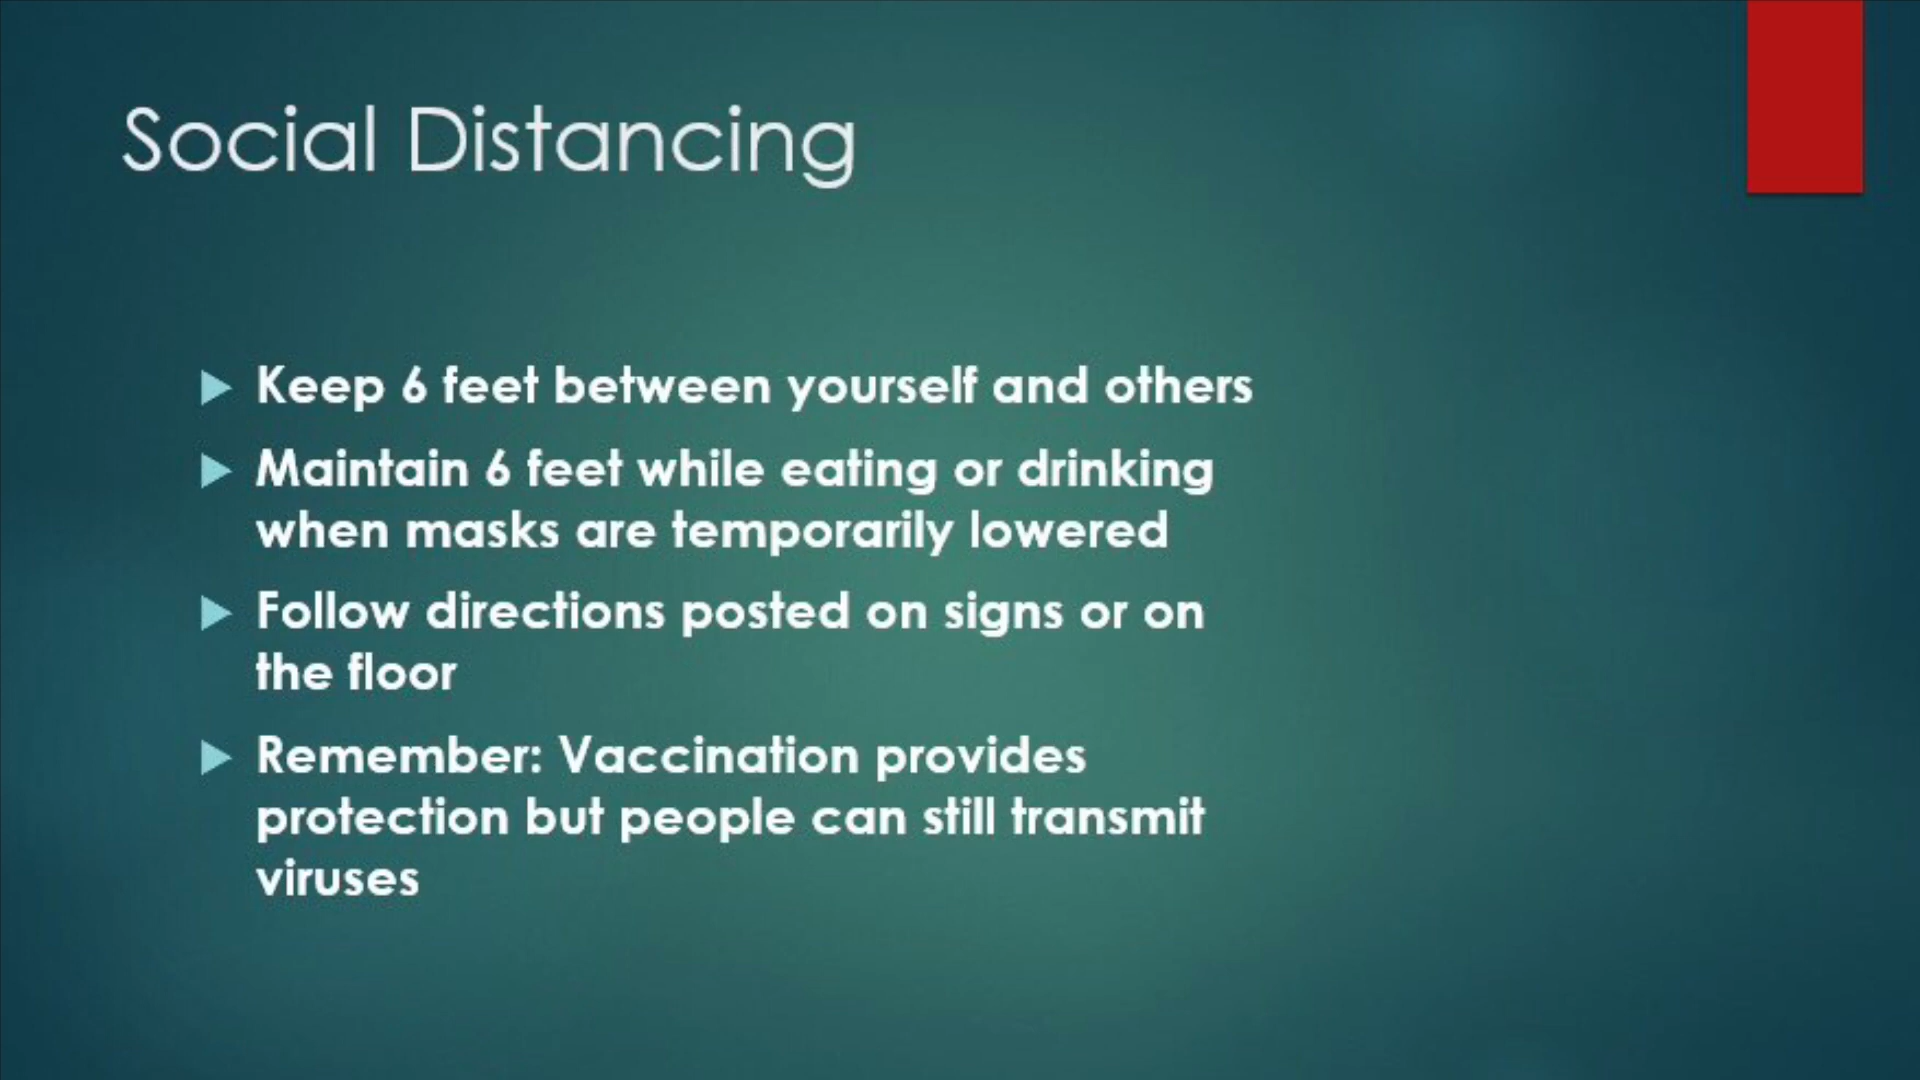 Social Distancing
Keep 6 feet between yourself and others
Maintain 6 feet while eating or drinking
when masks are temporarily lowered
Follow directions posted on signs or on
the floor
Remember: Vaccination provides
protection but people can still transmit
viruses